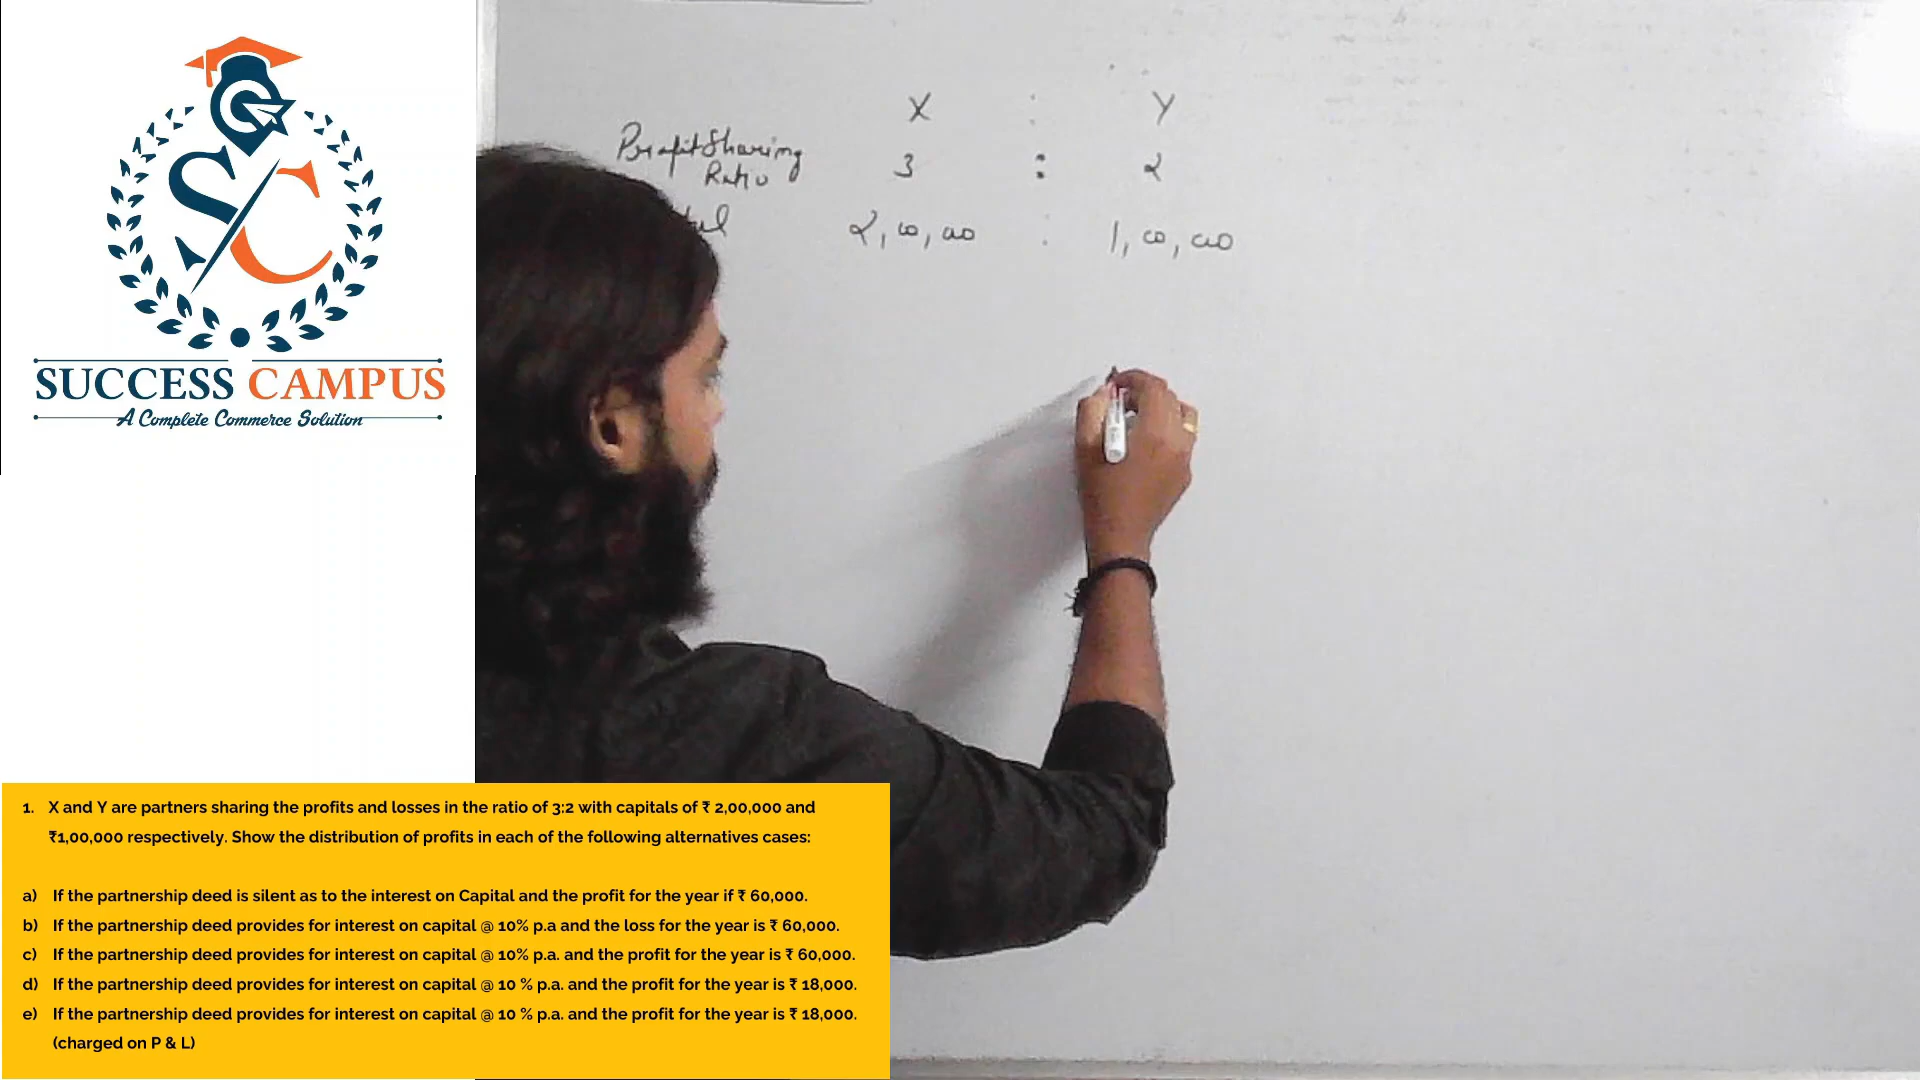 SC
SUCCESS CAMPUS
A Complete Commerce Solution
X : Y
Profit Sharing
Ratio 3 : 2
2,00,000 : 1,00,000
1. X and Y are partners sharing the profits and losses in the ratio of 3:2 with capitals of ₹ 2,00,000 and
₹1,00,000 respectively. Show the distribution of profits in each of the following alternatives cases:
a) If the partnership deed is silent as to the interest on Capital and the profit for the year if ₹ 60,000.
b) If the partnership deed provides for interest on capital @ 10% p.a and the loss for the year is ₹ 60,000.
c) If the partnership deed provides for interest on capital @ 10% p.a. and the profit for the year is ₹ 60,000.
d) If the partnership deed provides for interest on capital @ 10 % p.a. and the profit for the year is ₹ 18,000.
e) If the partnership deed provides for interest on capital @ 10 % p.a. and the profit for the year is ₹ 18,000.
(charged on P & L)